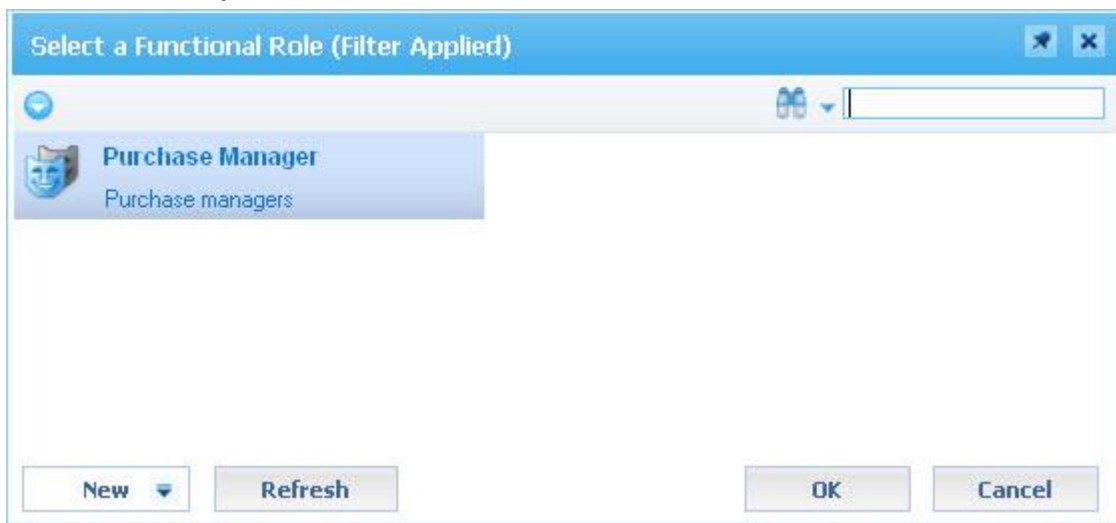 Select a Functional Role (Filter Applied)
Purchase Manager
Purchase managers
New
Refresh
OK
Cancel